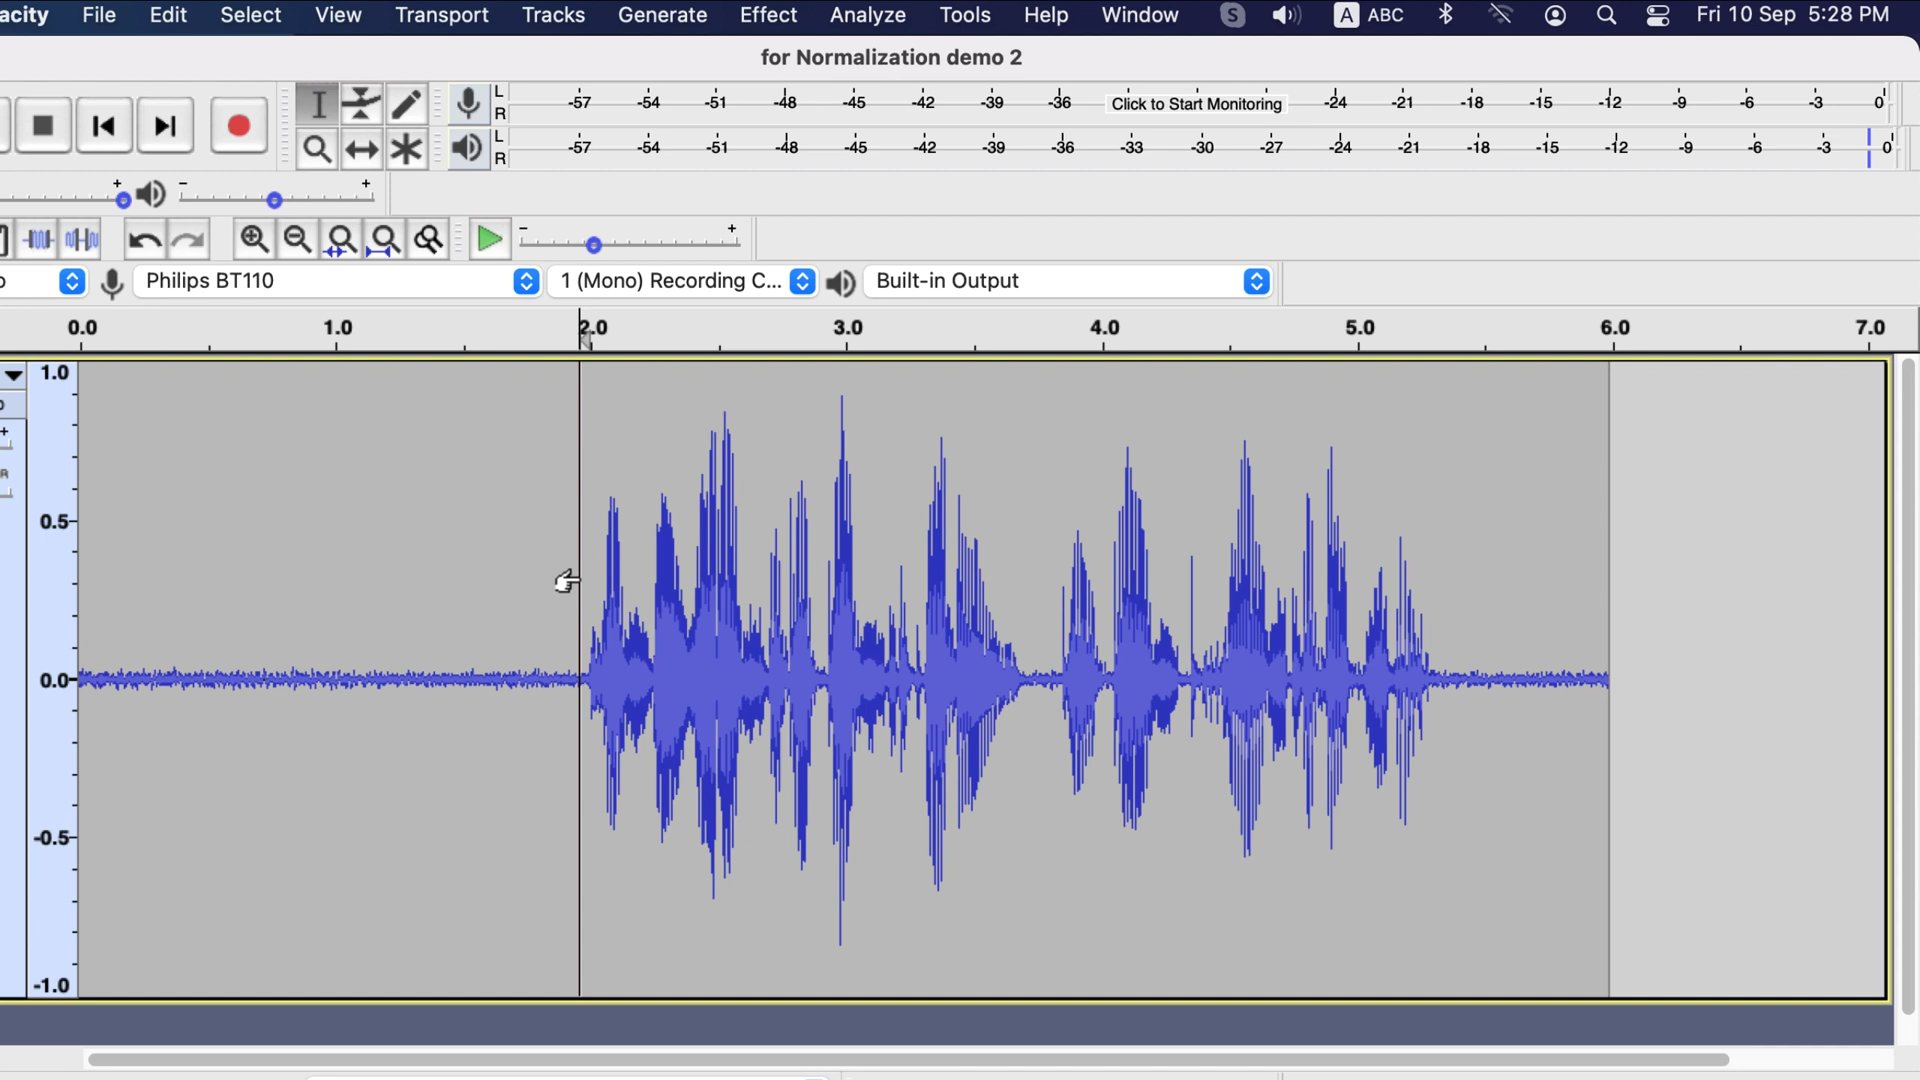 acity File Edit Select View Transport Tracks Generate Effect Analyze Tools Help Window A ABC Fri 10 Sep 5:28 PM
for Normalization demo 2
L
R
-57 -54 -51 -48 -45 -42 -39 -36 Click to Start Monitoring -24 -21 -18 -15 -12 -9 -6 -3 0
L
R
-57 -54 -51 -48 -45 -42 -39 -36 -33 -30 -27 -24 -21 -18 -15 -12 -9 -6 -3 0
+ - +
- +
o Philips BT110 1 (Mono) Recording C... Built-in Output
0.0 1.0 2.0 3.0 4.0 5.0 6.0 7.0
1.0
+
R
0.5
0.0
-0.5
-1.0